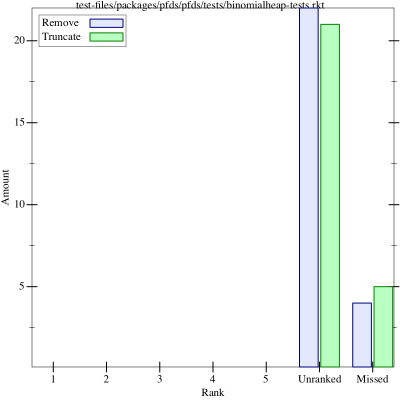 test-files/packages/pfds/pfds/tests/binomialheap-tests.rkt
Remove
Truncate
20
15
10
5
Amount
1 2 3 4 5 Unranked Missed
Rank